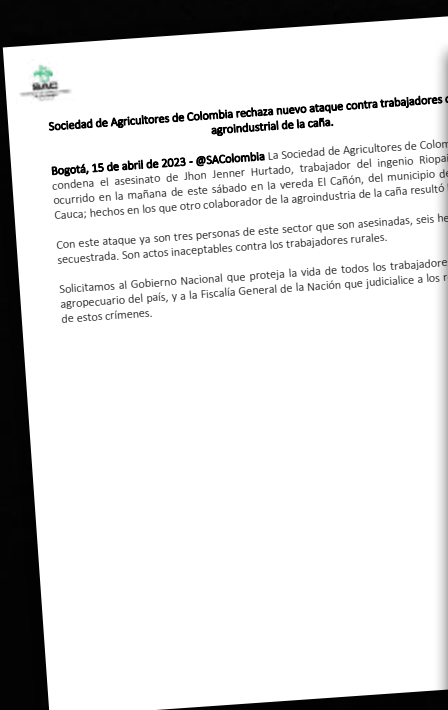 SAC
Sociedad de Agricultores de Colombia rechaza nuevo ataque contra trabajadores
agroindustrial de la caña.
Bogotá, 15 de abril de 2023 - @SAColombia La Sociedad de Agricultores de Colom
condena el asesinato de Jhon Jenner Hurtado, trabajador del ingenio Riopai
ocurrido en la mañana de este sábado en la vereda El Cañón, del municipio de
Cauca; hechos en los que otro colaborador de la agroindustria de la caña resultó
Con este ataque ya son tres personas de este sector que son asesinadas, seis he
secuestrada. Son actos inaceptables contra los trabajadores rurales.
Solicitamos al Gobierno Nacional que proteja la vida de todos los trabajadore
agropecuario del país, y a la Fiscalía General de la Nación que judicialice a los r
de estos crímenes.